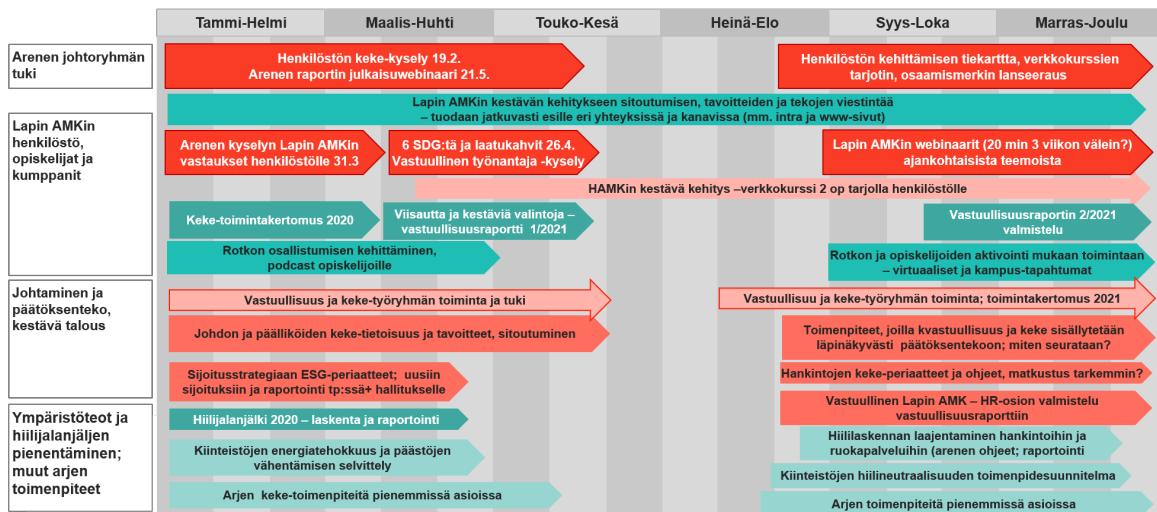 Tammi-Helmi
Maalis-Huhti
Touko-Kesä
Heinä-Elo
Syys-Loka
Marras-Joulu
Arenen johtoryhmän
tuki
Henkilöstön keke-kysely 19.2.
Arenen raportin julkaisuwebinaari 21.5.
Henkilöstön kehittämisen tiekarttta, verkkokurssien
tarjotin, osaamismerkin lanseeraus
Lapin AMKin
henkilöstö,
opiskelijat ja
kumppanit
Lapin AMKin kestävän kehitykseen sitoutumisen, tavoitteiden ja tekojen viestintää
– tuodaan jatkuvasti esille eri yhteyksissä ja kanavissa (mm. intra ja www-sivut)
Arenen kyselyn Lapin AMKin
vastaukset henkilöstölle 31.3
6 SDG:tä ja laatukahvit 26.4.
Vastuullinen työnantaja -kysely
Lapin AMKin webinaarit (20 min 3 viikon välein?)
ajankohtaisista teemoista
HAMKin kestävä kehitys –verkkokurssi 2 op tarjolla henkilöstölle
Keke-toimintakertomus 2020
Viisautta ja kestäviä valintoja –
vastuullisuusraportti 1/2021
Vastuullisuusraportin 2/2021
valmistelu
Rotkon osallistumisen kehittäminen,
podcast opiskelijoille
Rotkon ja opiskelijoiden aktivointi mukaan toimintaan
– virtuaaliset ja kampus-tapahtumat
Johtaminen ja
päätöksenteko,
kestävä talous
Vastuullisuus ja keke-työryhmän toiminta ja tuki
Vastuullisuu ja keke-työryhmän toiminta; toimintakertomus 2021
Johdon ja päälliköiden keke-tietoisuus ja tavoitteet, sitoutuminen
Toimenpiteet, joilla kvastuullisuus ja keke sisällytetään
läpinäkyvästi päätöksentekoon; miten seurataan?
Sijoitusstrategiaan ESG-periaatteet; uusiin
sijoituksiin ja raportointi tp:ssä+ hallitukselle
Hankintojen keke-periaatteet ja ohjeet, matkustus tarkemmin?
Vastuullinen Lapin AMK – HR-osion valmistelu
vastuullisuusraporttiin
Ympäristöteot ja
hiilijalanjäljen
pienentäminen;
muut arjen
toimenpiteet
Hiilijalanjälki 2020 – laskenta ja raportointi
Kiinteistöjen energiatehokkuus ja päästöjen
vähentämisen selvittely
Hiililaskennan laajentaminen hankintoihin ja
ruokapalveluihin (arenen ohjeet; raportointi
Kiinteistöjen hiilineutraalisuuden toimenpidesuunnitelma
Arjen keke-toimenpiteitä pienemmissä asioissa
Arjen toimenpiteitä pienemmissä asioissa